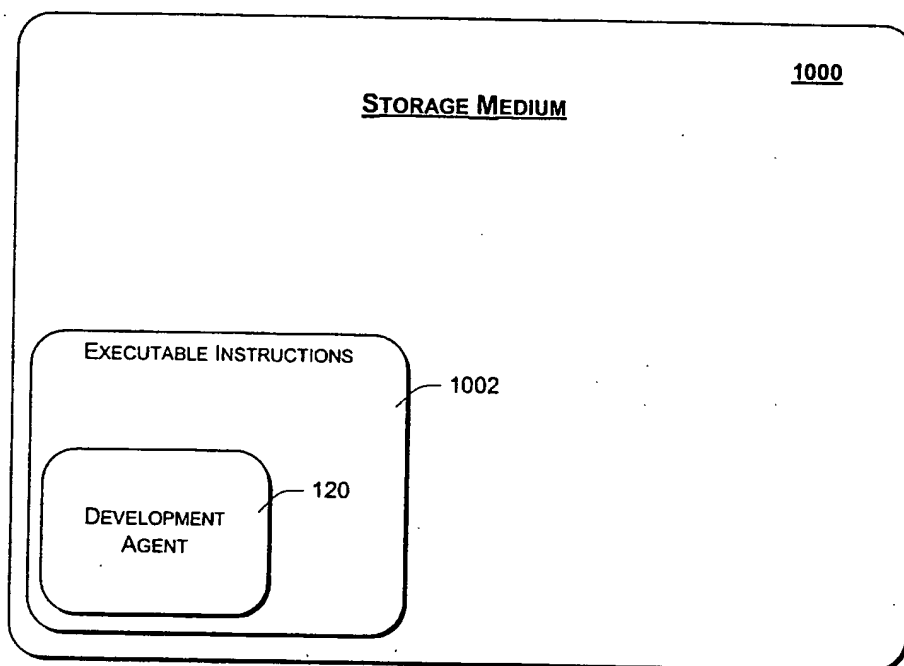 1000
STORAGE MEDIUM
EXECUTABLE INSTRUCTIONS
1002
120
DEVELOPMENT
AGENT